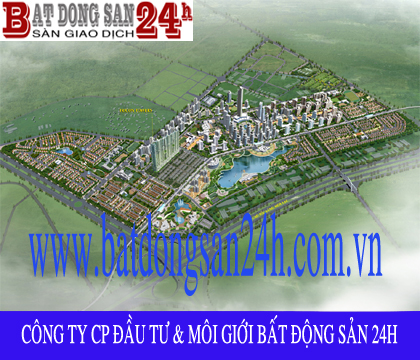 BAT DONG SAN 24h
SÀN GIAO DỊCH
www.batdongsan24h.com.vn
CÔNG TY CP ĐẦU TƯ & MÔI GIỚI BẤT ĐỘNG SẢN 24H